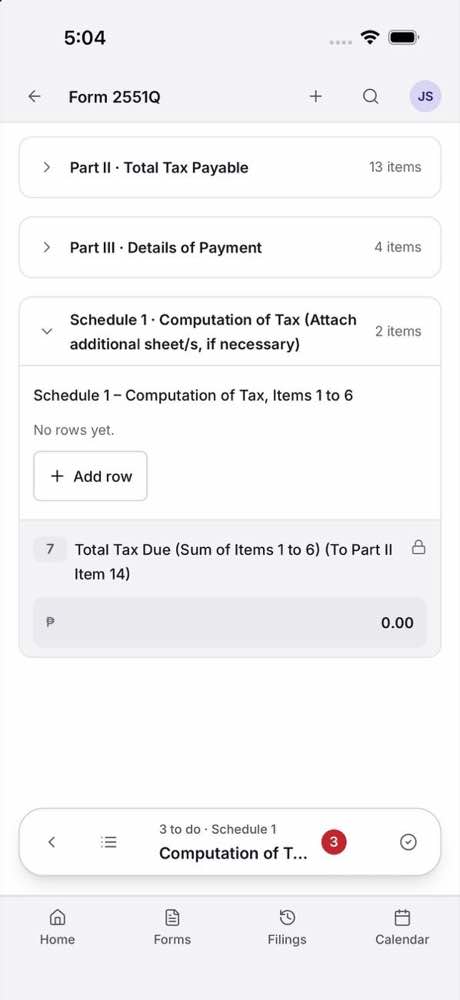 5:04
Form 2551Q
JS
Part II · Total Tax Payable
13 items
Part III · Details of Payment
4 items
Schedule 1 · Computation of Tax (Attach
additional sheet/s, if necessary)
2 items
Schedule 1 – Computation of Tax, Items 1 to 6
No rows yet.
Add row
7
Total Tax Due (Sum of Items 1 to 6) (To Part II
Item 14)
₱
0.00
3 to do · Schedule 1
Computation of T...
3
Home
Forms
Filings
Calendar